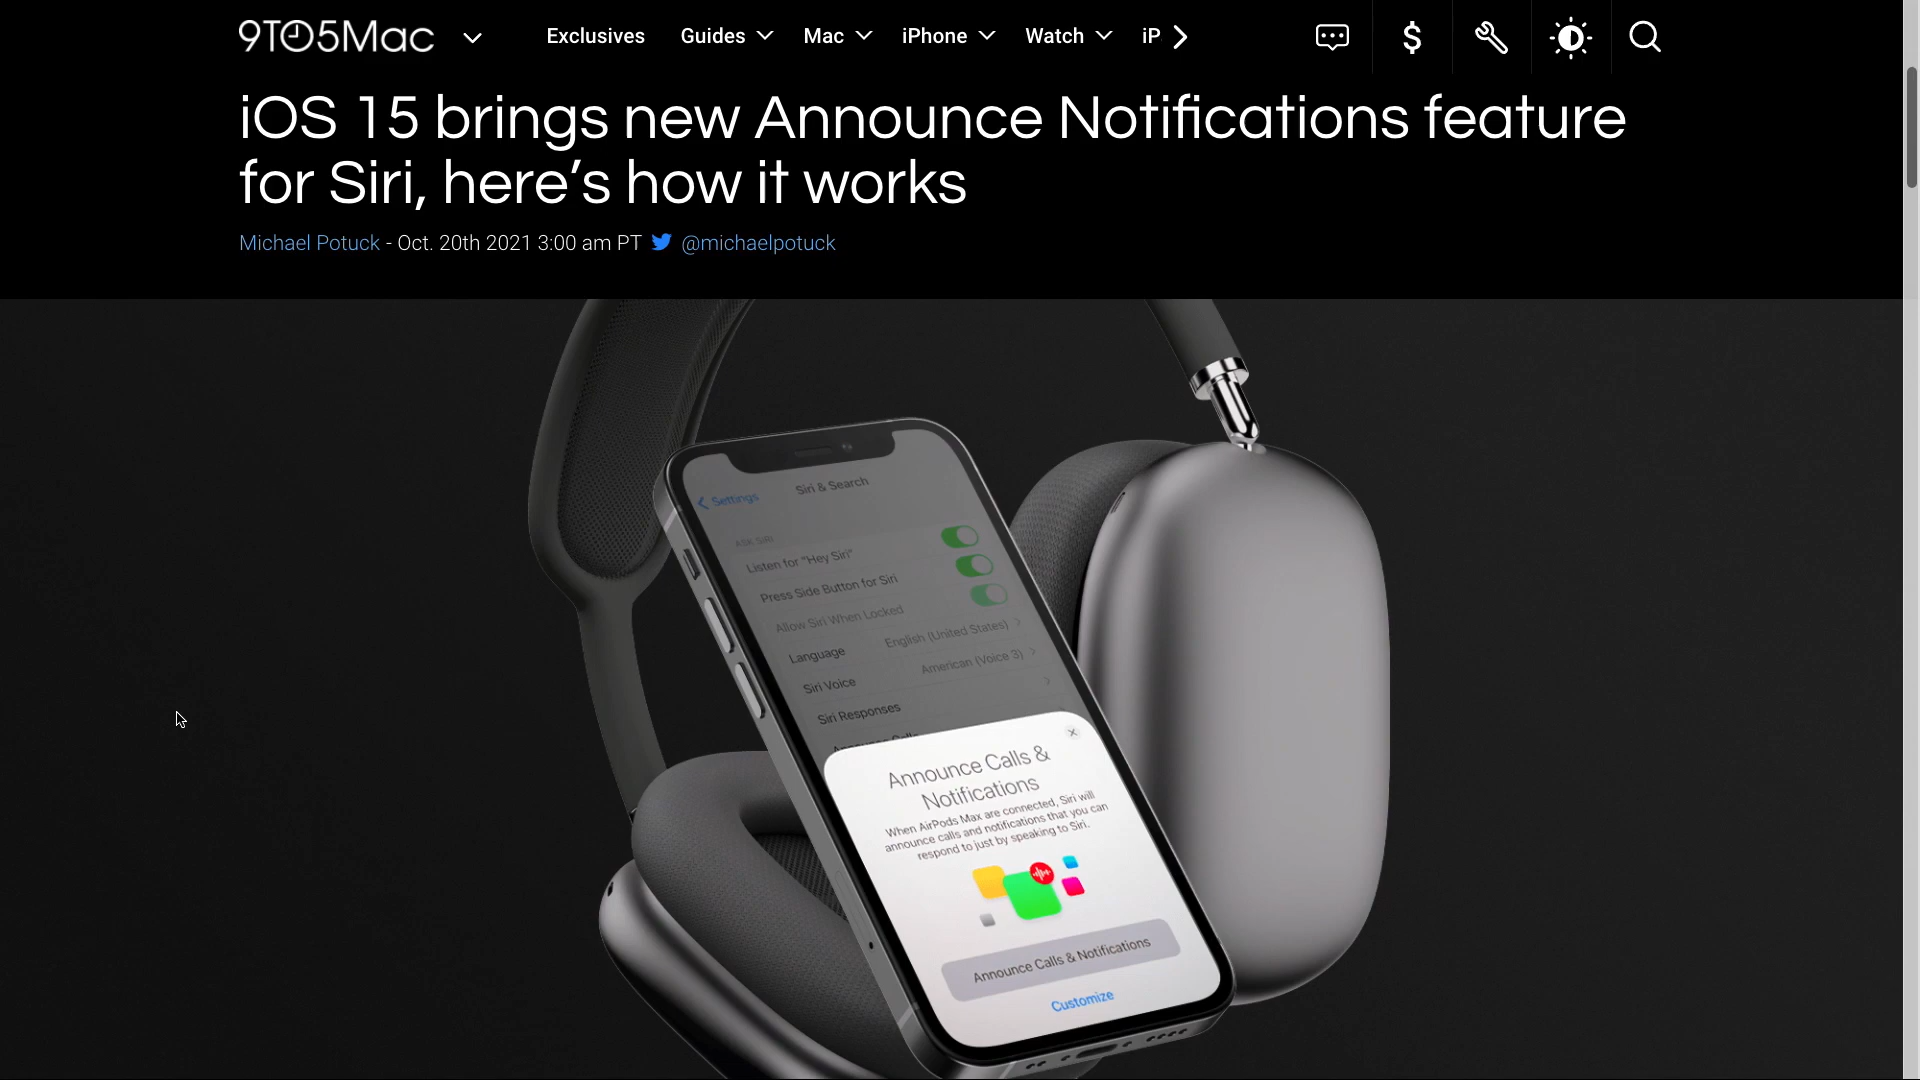 9TO5Mac
Exclusives Guides Mac iPhone Watch iP
iOS 15 brings new Announce Notifications feature
for Siri, here's how it works
Michael Potuck - Oct. 20th 2021 3:00 am PT @michaelpotuck
Settings Siri & Search
ASK SIRI
Listen for "Hey Siri"
Press Side Button for Siri
Allow Siri When Locked
Language English (United States)
Siri Voice American (Voice 3)
Siri Responses
Announce Calls
Announce Calls &
Notifications
When AirPods Max are connected, Siri will
announce calls and notifications that you can
respond to just by speaking to Siri.
Announce Calls & Notifications
Customize